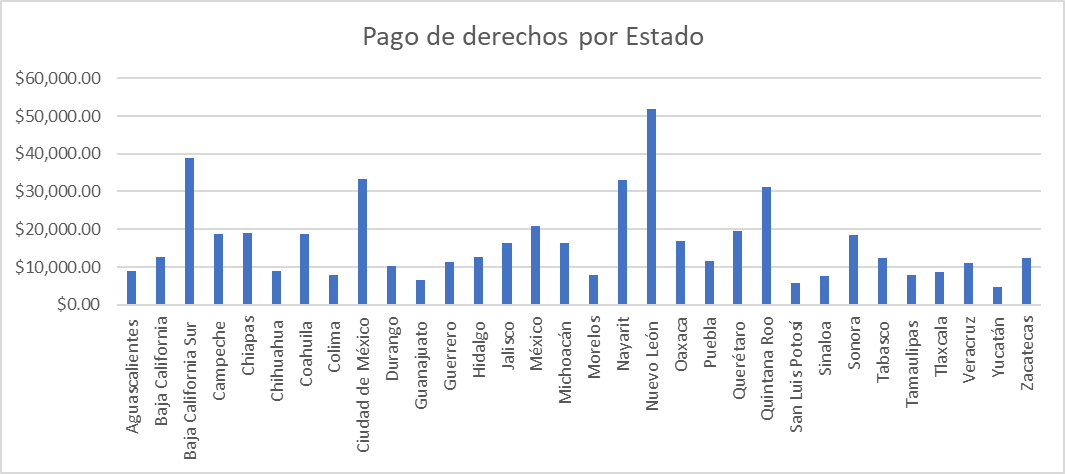 Pago de derechos por Estado
$60,000.00
$50,000.00
$40,000.00
$30,000.00
$20,000.00
$10,000.00
$0.00
Aguascalientes
Baja California
Baja California Sur
Campeche
Chiapas
Chihuahua
Coahuila
Colima
Ciudad de México
Durango
Guanajuato
Guerrero
Hidalgo
Jalisco
México
Michoacán
Morelos
Nayarit
Nuevo León
Oaxaca
Puebla
Querétaro
Quintana Roo
San Luis Potosí
Sinaloa
Sonora
Tabasco
Tamaulipas
Tlaxcala
Veracruz
Yucatán
Zacatecas